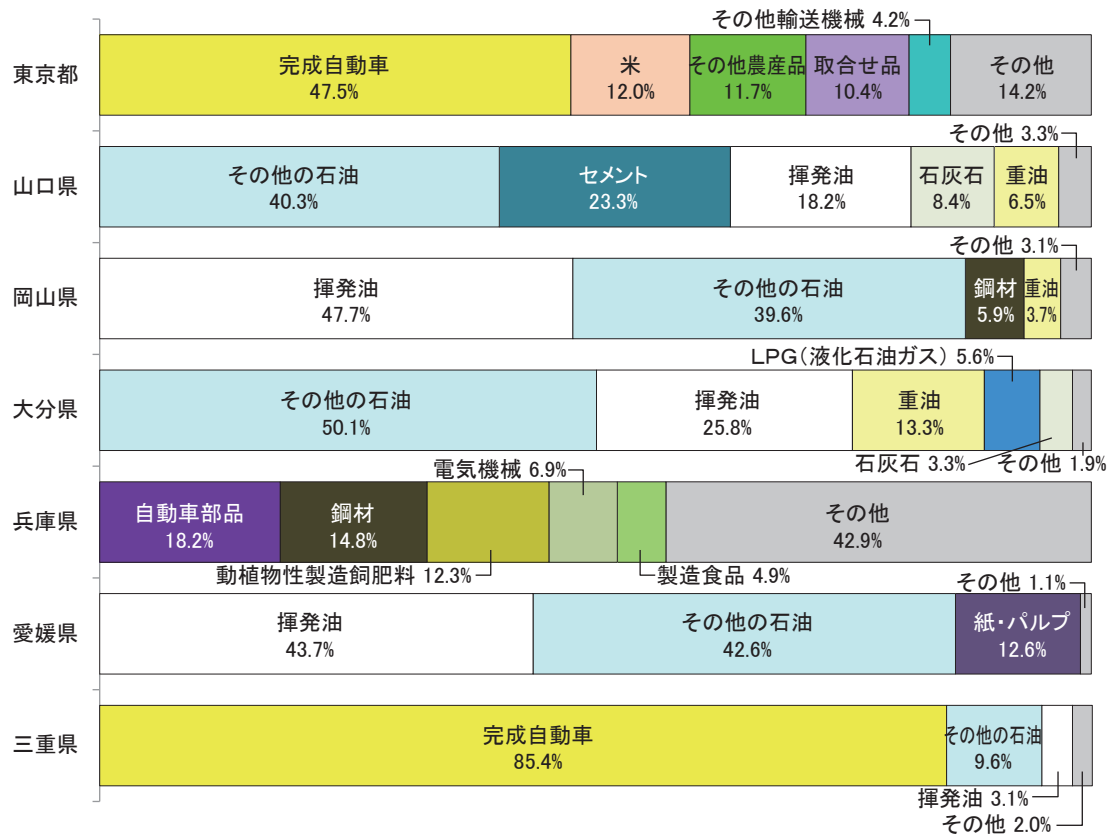 その他輸送機械 4.2%
東京都
完成自動車
47.5%
米
12.0%
その他農産品
11.7%
取合せ品
10.4%
その他
14.2%
その他 3.3%
山口県
その他の石油
40.3%
セメント
23.3%
揮発油
18.2%
石灰石
8.4%
重油
6.5%
その他 3.1%
岡山県
揮発油
47.7%
その他の石油
39.6%
鋼材
5.9%
重油
3.7%
LPG(液化石油ガス) 5.6%
大分県
その他の石油
50.1%
揮発油
25.8%
重油
13.3%
石灰石 3.3%
その他 1.9%
電気機械 6.9%
兵庫県
自動車部品
18.2%
鋼材
14.8%
その他
42.9%
動植物性製造飼肥料 12.3%
製造食品 4.9%
その他 1.1%
愛媛県
揮発油
43.7%
その他の石油
42.6%
紙・パルプ
12.6%
三重県
完成自動車
85.4%
その他の石油
9.6%
揮発油 3.1%
その他 2.0%